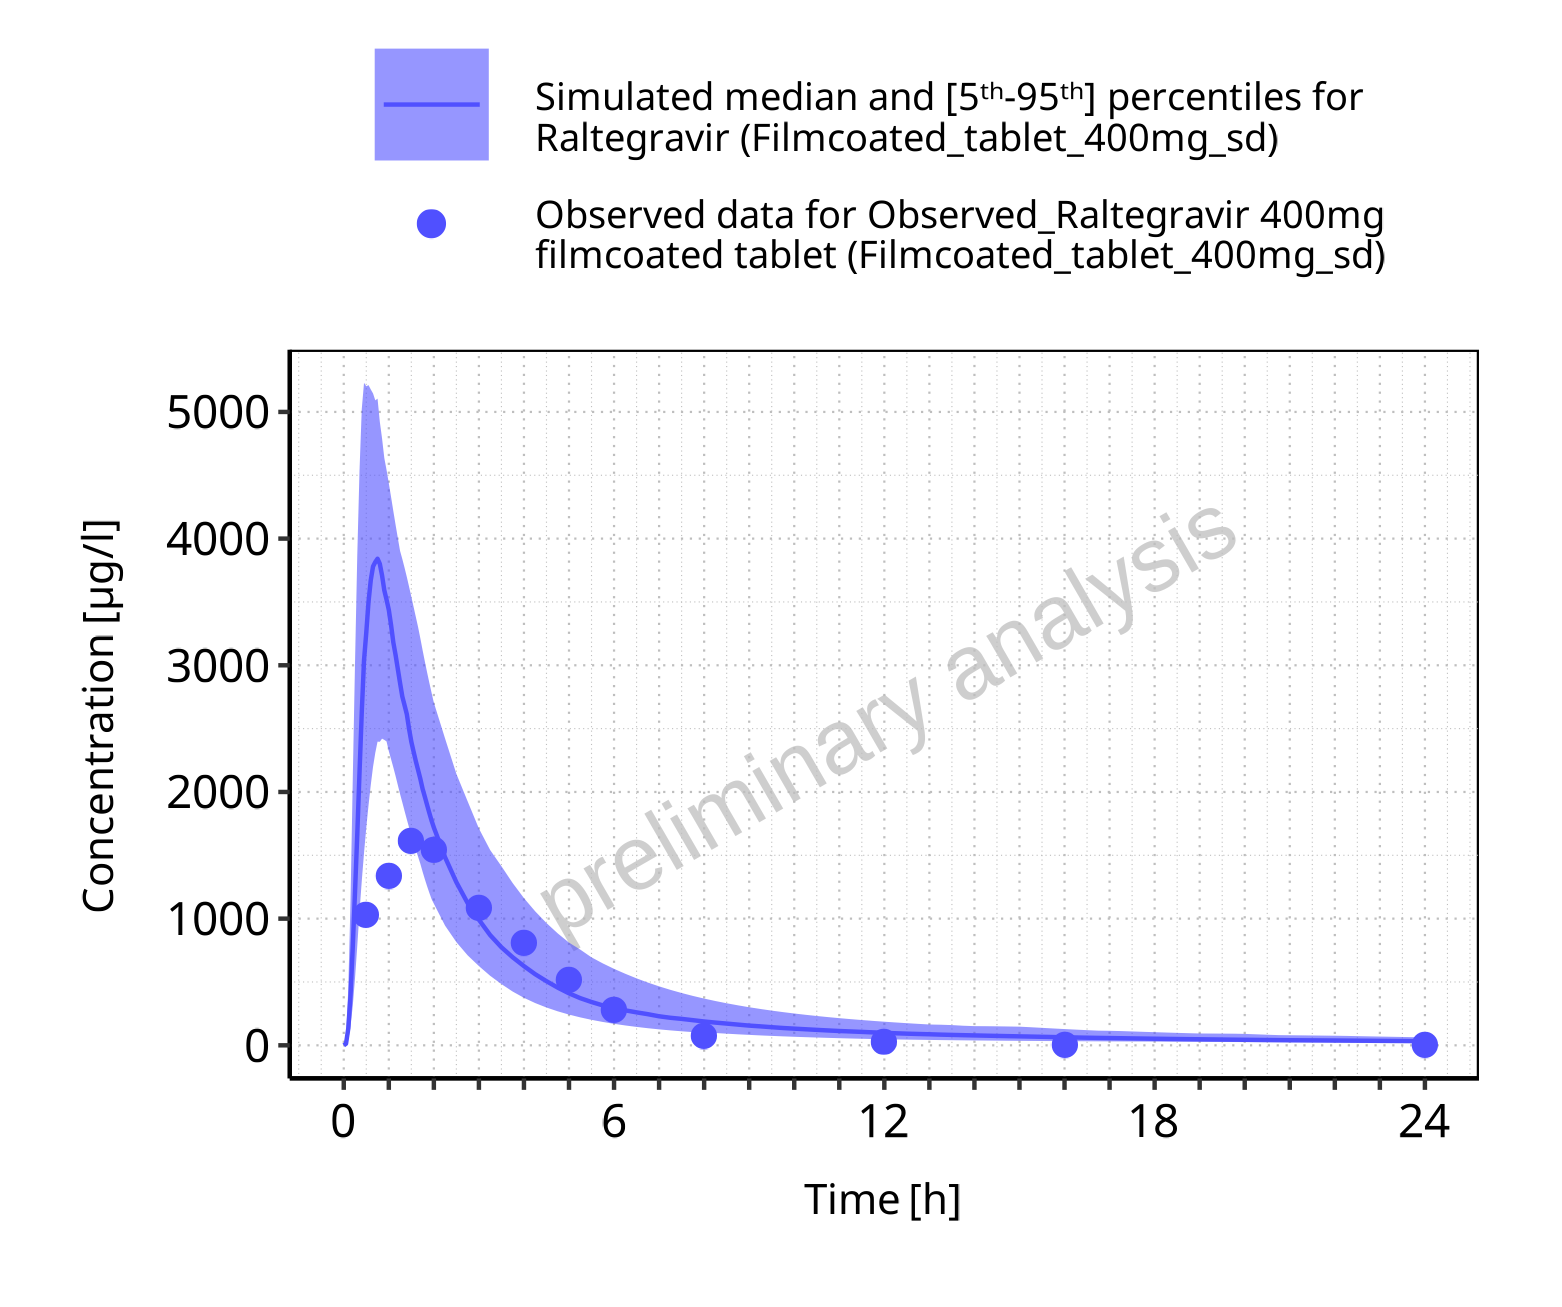 Simulated median and [5ᵗʰ-95ᵗʰ] percentiles for
Raltegravir (Filmcoated_tablet_400mg_sd)
Observed data for Observed_Raltegravir 400mg
filmcoated tablet (Filmcoated_tablet_400mg_sd)
5000
4000
3000
2000
1000
0
Concentration [µg/l]
preliminary analysis
0 6 12 18 24
Time [h]